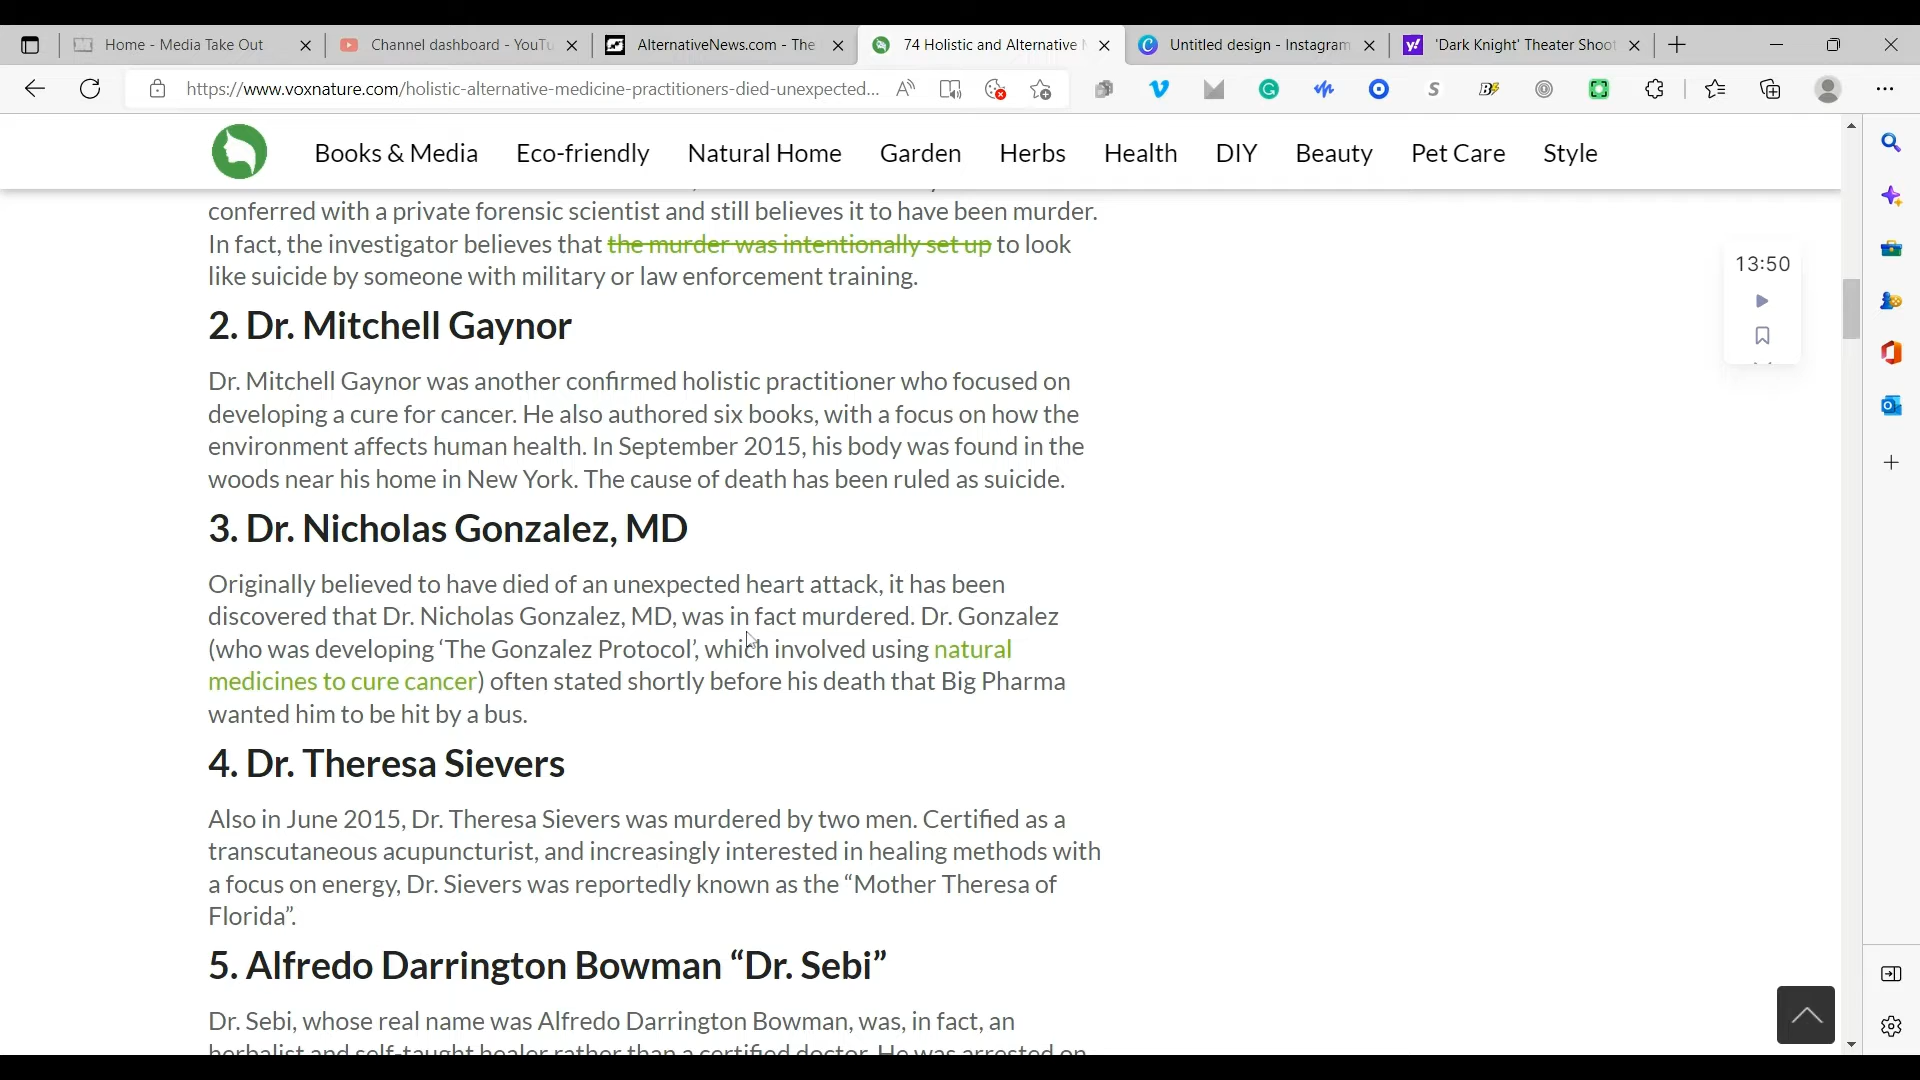 Home - Media Take Out
Channel dashboard - YouTu
AlternativeNews.com - The
74 Holistic and Alternative M
Untitled design - Instagram
'Dark Knight' Theater Shoot
https://www.voxnature.com/holistic-alternative-medicine-practitioners-died-unexpected...
Books & Media Eco-friendly Natural Home Garden Herbs Health DIY Beauty Pet Care Style
conferred with a private forensic scientist and still believes it to have been murder.
In fact, the investigator believes that the murder was intentionally set up to look
like suicide by someone with military or law enforcement training.
13:50
2. Dr. Mitchell Gaynor
Dr. Mitchell Gaynor was another confirmed holistic practitioner who focused on
developing a cure for cancer. He also authored six books, with a focus on how the
environment affects human health. In September 2015, his body was found in the
woods near his home in New York. The cause of death has been ruled as suicide.
3. Dr. Nicholas Gonzalez, MD
Originally believed to have died of an unexpected heart attack, it has been
discovered that Dr. Nicholas Gonzalez, MD, was in fact murdered. Dr. Gonzalez
(who was developing ‘The Gonzalez Protocol’, which involved using natural
medicines to cure cancer) often stated shortly before his death that Big Pharma
wanted him to be hit by a bus.
4. Dr. Theresa Sievers
Also in June 2015, Dr. Theresa Sievers was murdered by two men. Certified as a
transcutaneous acupuncturist, and increasingly interested in healing methods with
a focus on energy, Dr. Sievers was reportedly known as the “Mother Theresa of
Florida”.
5. Alfredo Darrington Bowman “Dr. Sebi”
Dr. Sebi, whose real name was Alfredo Darrington Bowman, was, in fact, an
herbalist and self-taught healer rather than a certified doctor. He was arrested on